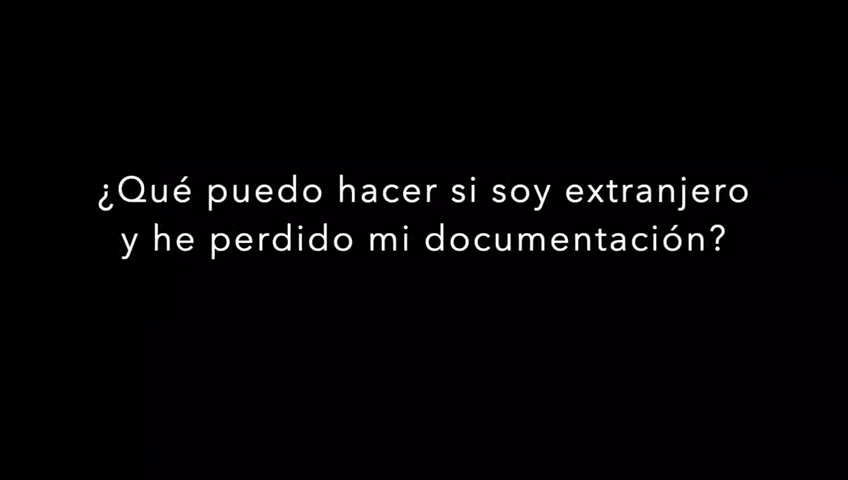 ¿Qué puedo hacer si soy extranjero
y he perdido mi documentación?